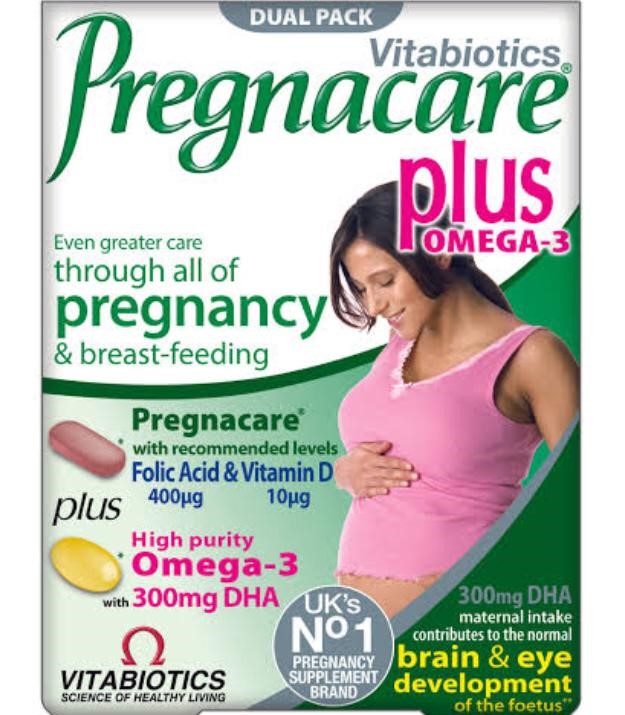 DUAL PACK
Vitabiotics
Pregnacare®
plus
OMEGA-3
Even greater care
through all of
pregnancy
& breast-feeding
Pregnacare®
with recommended levels
Folic Acid & Vitamin D
400µg 10µg
plus
High purity
Omega-3
with 300mg DHA
UK's
Nº1
PREGNANCY
SUPPLEMENT
BRAND
300mg DHA
maternal intake
contributes to the normal
brain & eye
development
of the foetus**
VITABIOTICS
SCIENCE OF HEALTHY LIVING